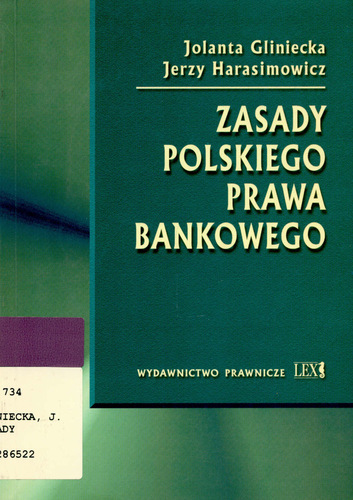 Jolanta Gliniecka
Jerzy Harasimowicz
ZASADY
POLSKIEGO
PRAWA
BANKOWEGO
WYDAWNICTWO PRAWNICZE LEX
734
NIECKA, J.
ADY
286522